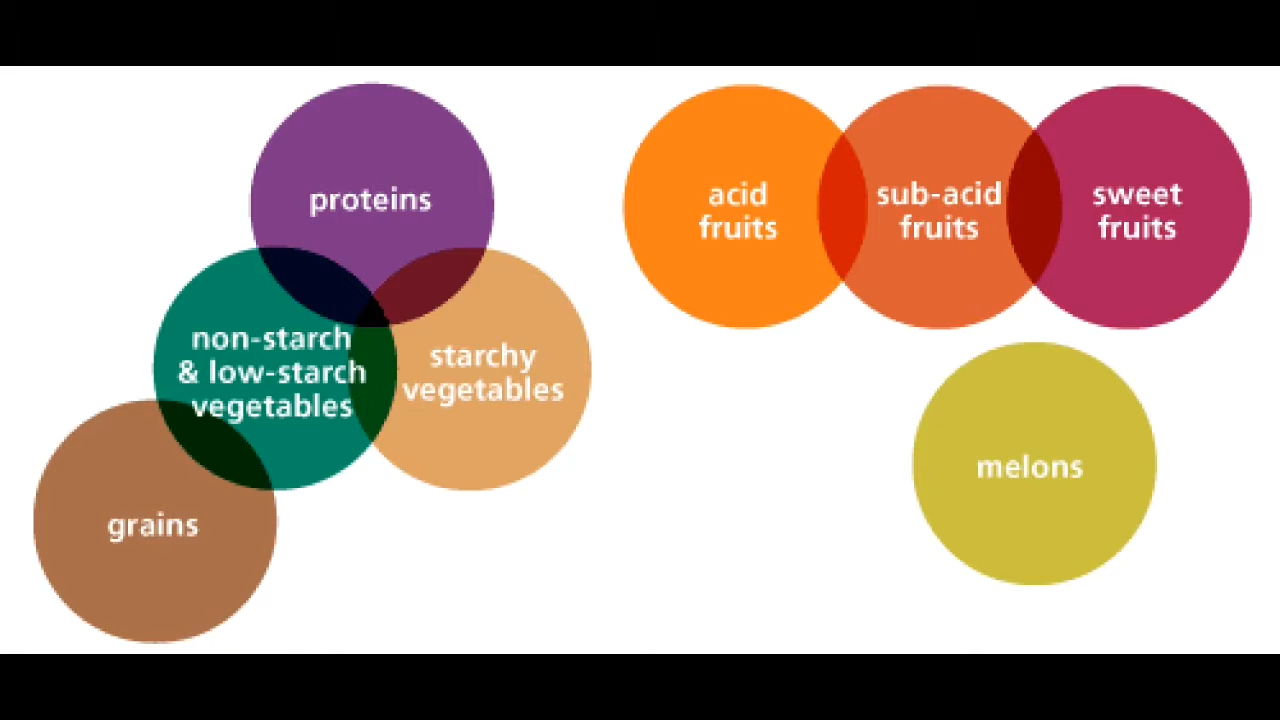 proteins
non-starch
& low-starch
vegetables
starchy
vegetables
grains
acid
fruits
sub-acid
fruits
sweet
fruits
melons